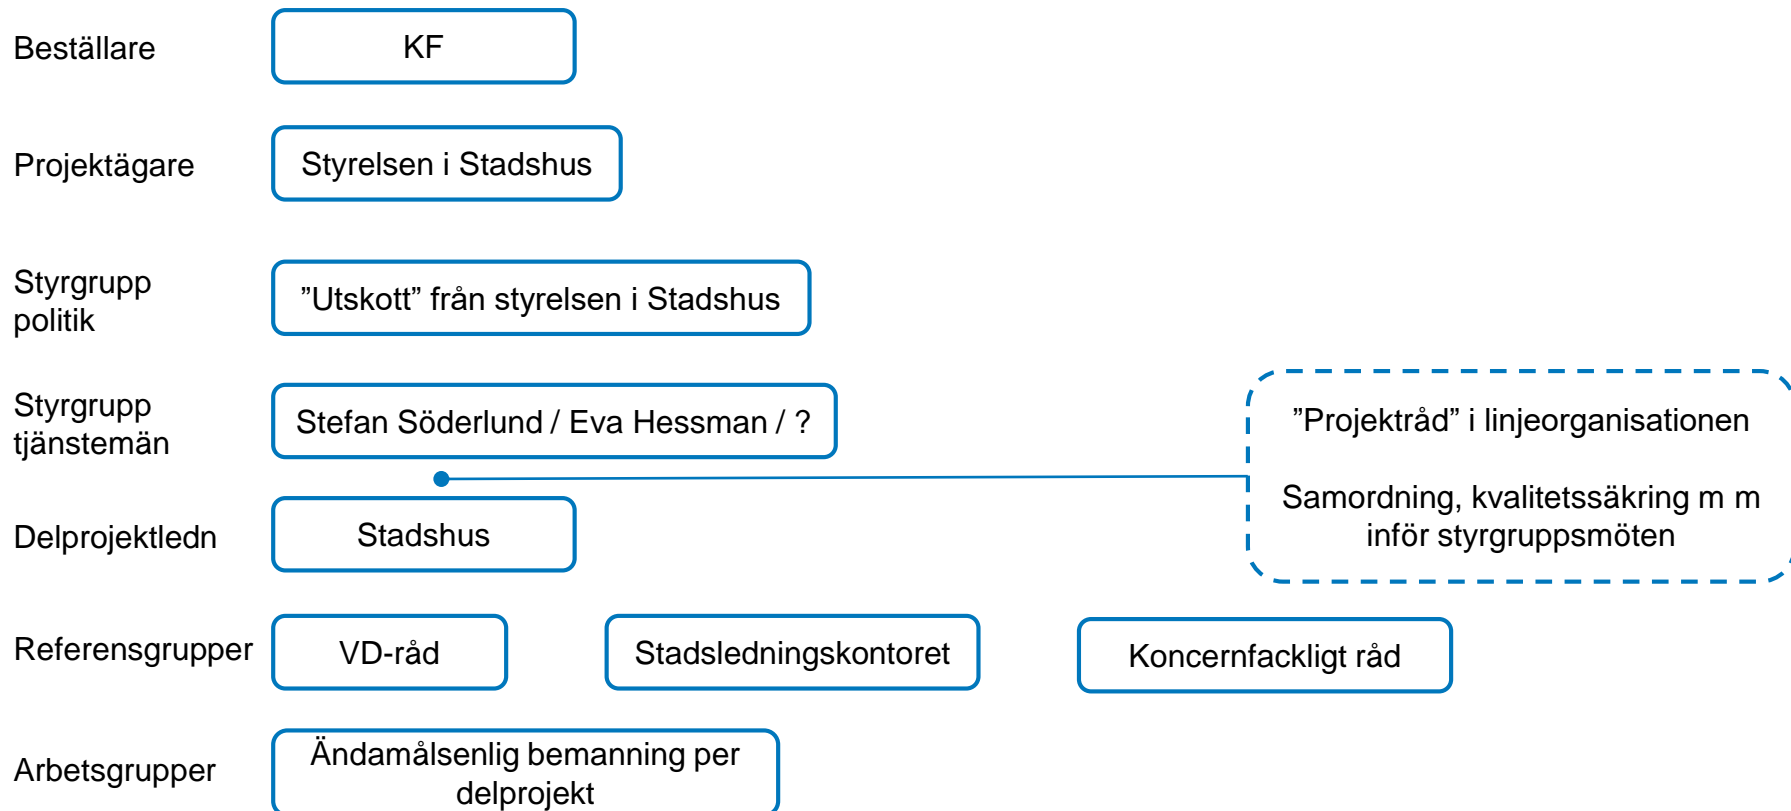 Beställare
KF
Projektägare
Styrelsen i Stadshus
Styrgrupp
politik
”Utskott” från styrelsen i Stadshus
Styrgrupp
tjänstemän
Stefan Söderlund / Eva Hessman / ?
”Projektråd” i linjeorganisationen
Samordning, kvalitetssäkring m m
inför styrgruppsmöten
Delprojektledn
Stadshus
Referensgrupper
VD-råd
Stadsledningskontoret
Koncernfackligt råd
Arbetsgrupper
Ändamålsenlig bemanning per
delprojekt